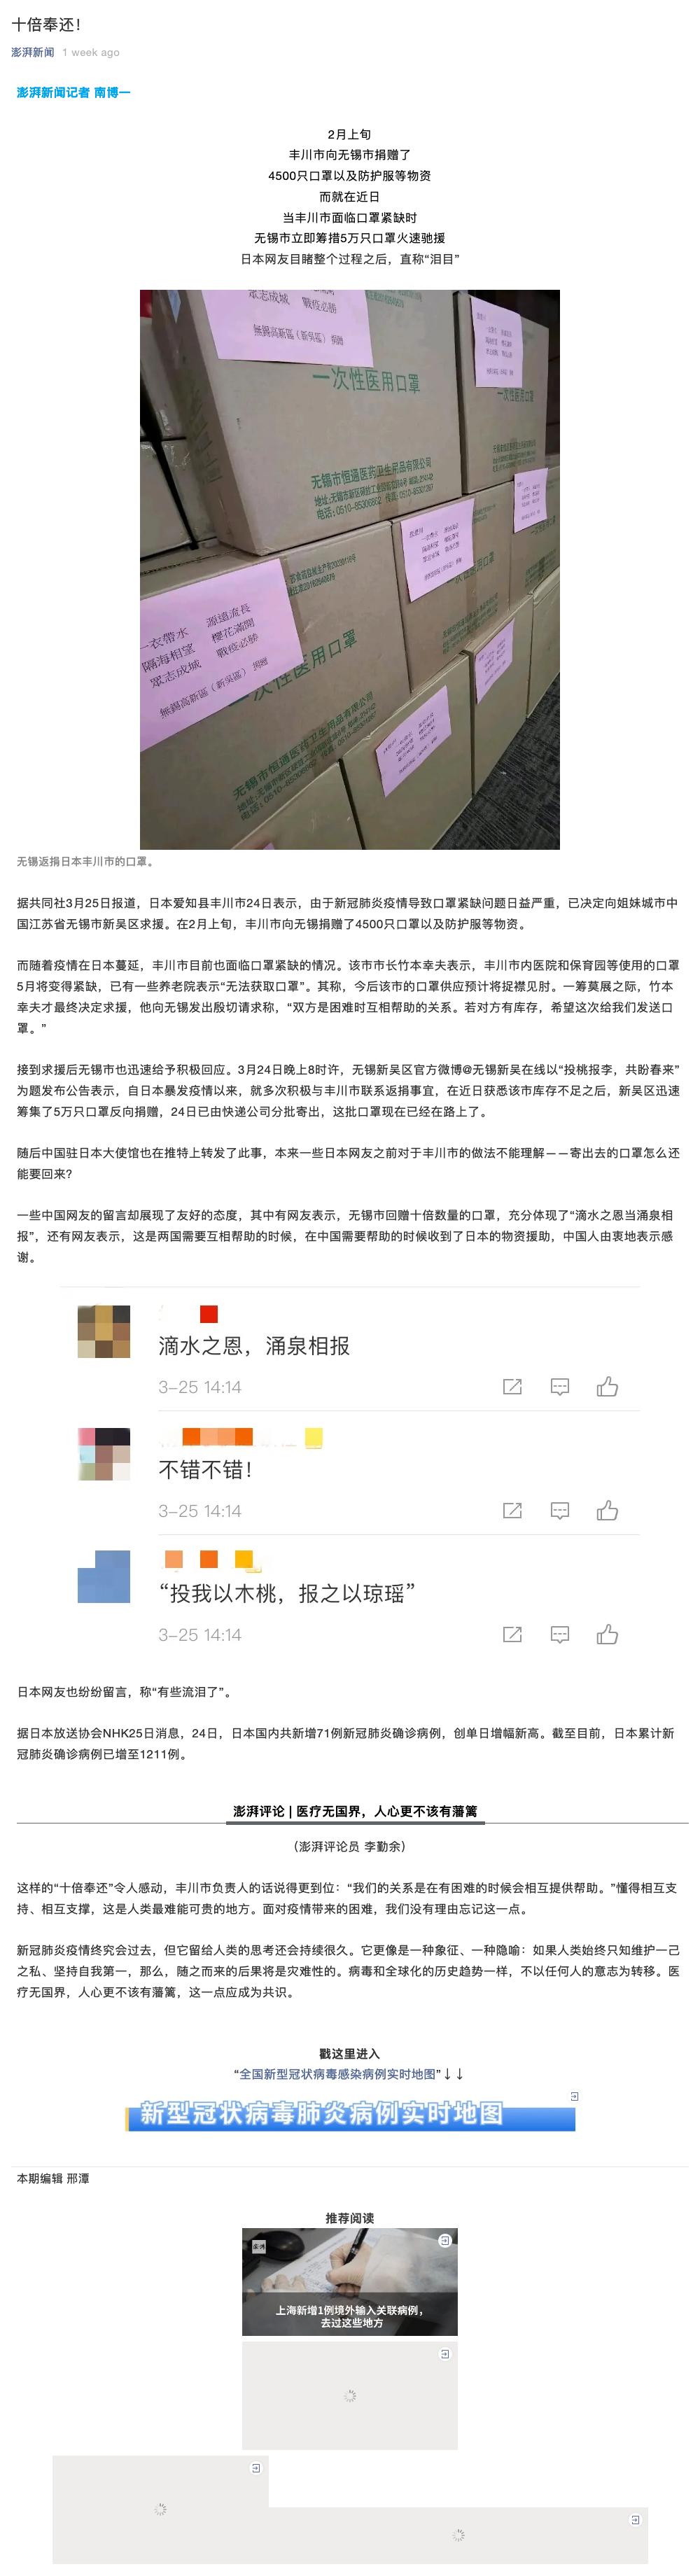 十倍奉还！
澎湃新闻 1 week ago
澎湃新闻记者 南博一
2月上旬
丰川市向无锡市捐赠了
4500只口罩以及防护服等物资
而就在近日
当丰川市面临口罩紧缺时
无锡市立即筹措5万只口罩火速驰援
日本网友目睹整个过程之后，直称“泪目”
眾志成城 戰疫必勝
無錫高新區（新吳區）捐贈
一次性医用口罩
一次性医用口罩
无锡市恒通医药卫生用品有限公司
一衣帶水 源遠流長
隔海相望 櫻花滿開
眾志成城 戰疫必勝
無錫高新區（新吳區）捐贈
一次性医用口罩
无锡市恒通医药卫生用品有限公司
无锡返捐日本丰川市的口罩。
据共同社3月25日报道，日本爱知县丰川市24日表示，由于新冠肺炎疫情导致口罩紧缺问题日益严重，已决定向姐妹城市中
国江苏省无锡市新吴区求援。在2月上旬，丰川市向无锡捐赠了4500只口罩以及防护服等物资。
而随着疫情在日本蔓延，丰川市目前也面临口罩紧缺的情况。该市市长竹本幸夫表示，丰川市内医院和保育园等使用的口罩
5月将变得紧缺，已有一些养老院表示“无法获取口罩”。其称，今后该市的口罩供应预计将捉襟见肘。一筹莫展之际，竹本
幸夫才最终决定求援，他向无锡发出殷切请求称，“双方是困难时互相帮助的关系。若对方有库存，希望这次给我们发送口
罩。”
接到求援后无锡市也迅速给予积极回应。3月24日晚上8时许，无锡新吴区官方微博@无锡新吴在线以“投桃报李，共盼春来”
为题发布公告表示，自日本暴发疫情以来，就多次积极与丰川市联系返捐事宜，在近日获悉该市库存不足之后，新吴区迅速
筹集了5万只口罩反向捐赠，24日已由快递公司分批寄出，这批口罩现在已经在路上了。
随后中国驻日本大使馆也在推特上转发了此事，本来一些日本网友之前对于丰川市的做法不能理解——寄出去的口罩怎么还
能要回来？
一些中国网友的留言却展现了友好的态度，其中有网友表示，无锡市回赠十倍数量的口罩，充分体现了“滴水之恩当涌泉相
报”，还有网友表示，这是两国需要互相帮助的时候，在中国需要帮助的时候收到了日本的物资援助，中国人由衷地表示感
谢。
滴水之恩，涌泉相报
3-25 14:14
不错不错！
3-25 14:14
“投我以木桃，报之以琼瑶”
3-25 14:14
日本网友也纷纷留言，称“有些流泪了”。
据日本放送协会NHK25日消息，24日，日本国内共新增71例新冠肺炎确诊病例，创单日增幅新高。截至目前，日本累计新
冠肺炎确诊病例已增至1211例。
澎湃评论 | 医疗无国界，人心更不该有藩篱
（澎湃评论员 李勤余）
这样的“十倍奉还”令人感动，丰川市负责人的话说得更到位：“我们的关系是在有困难的时候会相互提供帮助。”懂得相互支
持、相互支撑，这是人类最难能可贵的地方。面对疫情带来的困难，我们没有理由忘记这一点。
新冠肺炎疫情终究会过去，但它留给人类的思考还会持续很久。它更像是一种象征、一种隐喻：如果人类始终只知维护一己
之私、坚持自我第一，那么，随之而来的后果将是灾难性的。病毒和全球化的历史趋势一样，不以任何人的意志为转移。医
疗无国界，人心更不该有藩篱，这一点应成为共识。
戳这里进入
“全国新型冠状病毒感染病例实时地图”↓↓
新型冠状病毒肺炎病例实时地图
本期编辑 邢潭
推荐阅读
上海新增1例境外输入关联病例，
去过这些地方